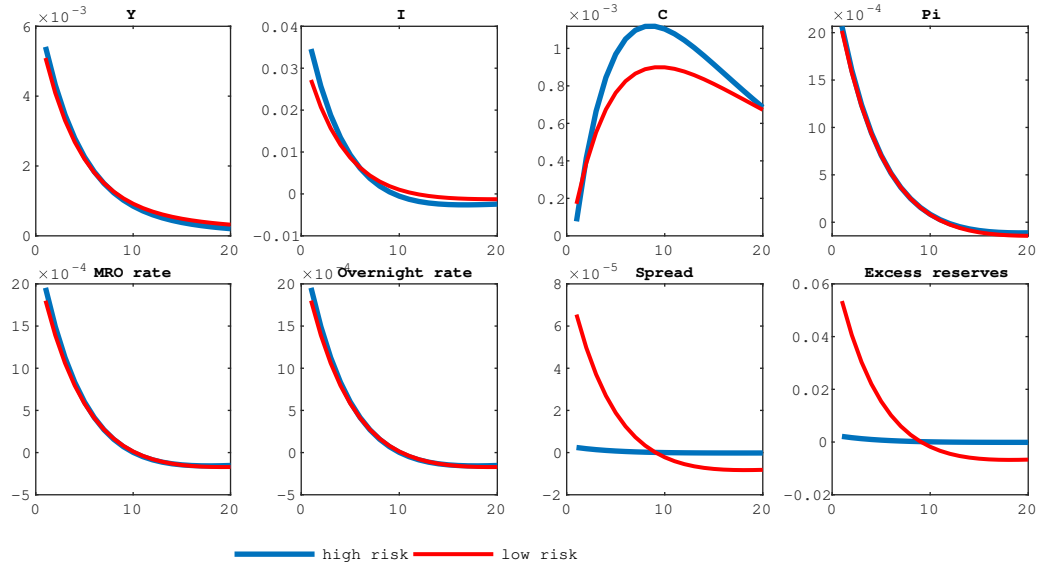 ×10⁻³ Y I C ×10⁻³ Pi ×10⁻⁴
6 0.04 1 20
0.03 0.8 15
4 0.02 0.6 10
0.01 0.4 5
2 0 0.2 0
0 −0.01 0
0 10 20 0 10 20 0 10 20 0 10 20
×10⁻⁴ MRO rate ×10⁻⁴ Overnight rate ×10⁻⁵ Spread Excess reserves
20 20 8 0.06
15 15 6 0.04
10 10 4
5 5 2 0.02
0 0 0 0
−5 −5 −2 −0.02
0 10 20 0 10 20 0 10 20 0 10 20
high risk low risk